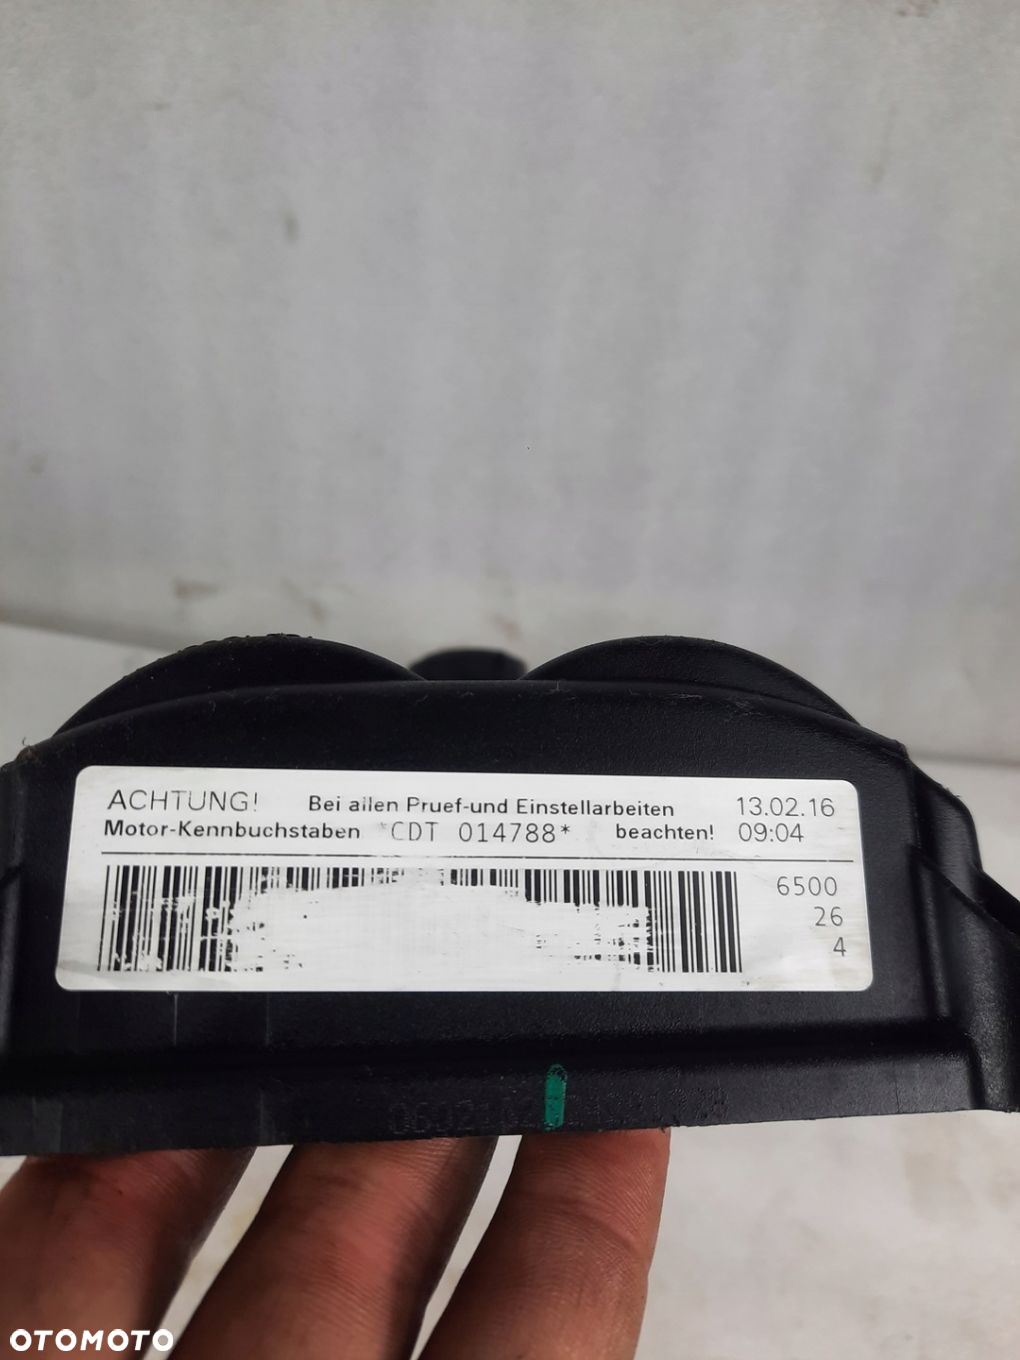 ACHTUNG! Bei allen Pruef-und Einstellarbeiten 13.02.16
Motor-Kennbuchstaben *CDT 014788* beachten! 09:04
6500
26
4
OTOMOTO